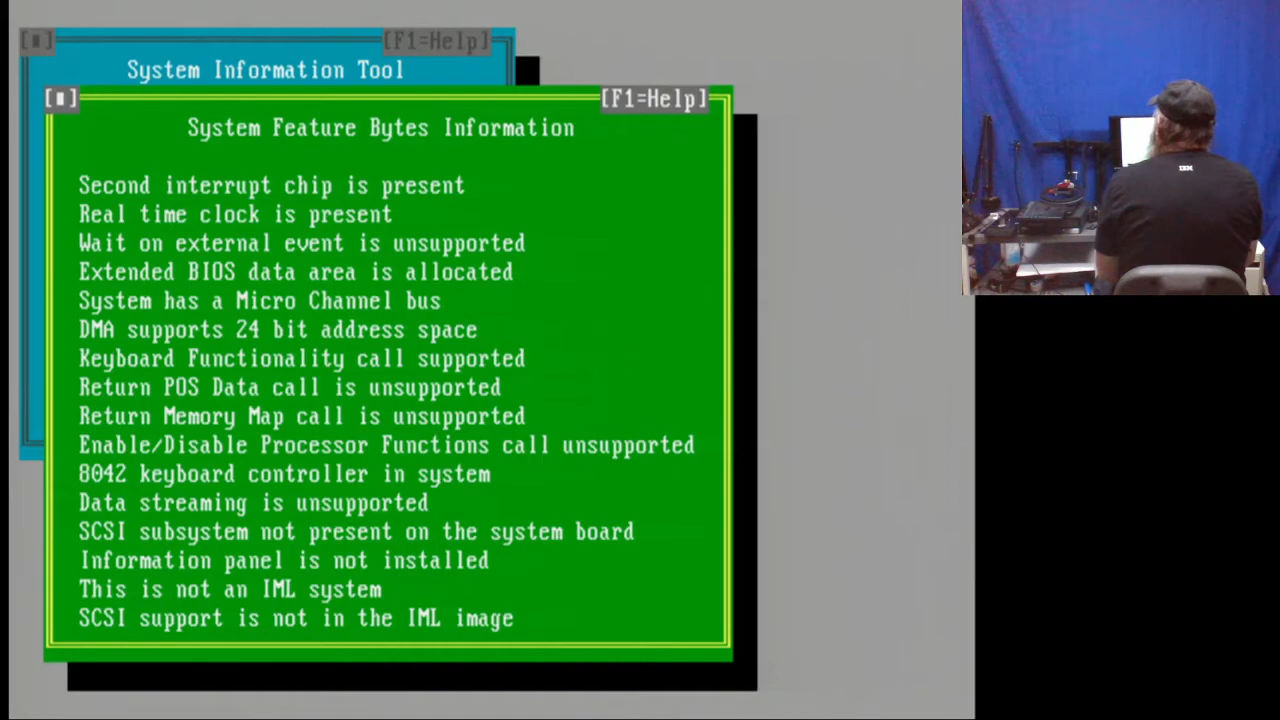 [■] [F1=Help]
System Information Tool
[■] [F1=Help]
System Feature Bytes Information
Second interrupt chip is present
Real time clock is present
Wait on external event is unsupported
Extended BIOS data area is allocated
System has a Micro Channel bus
DMA supports 24 bit address space
Keyboard Functionality call supported
Return POS Data call is unsupported
Return Memory Map call is unsupported
Enable/Disable Processor Functions call unsupported
8042 keyboard controller in system
Data streaming is unsupported
SCSI subsystem not present on the system board
Information panel is not installed
This is not an IML system
SCSI support is not in the IML image
IBM